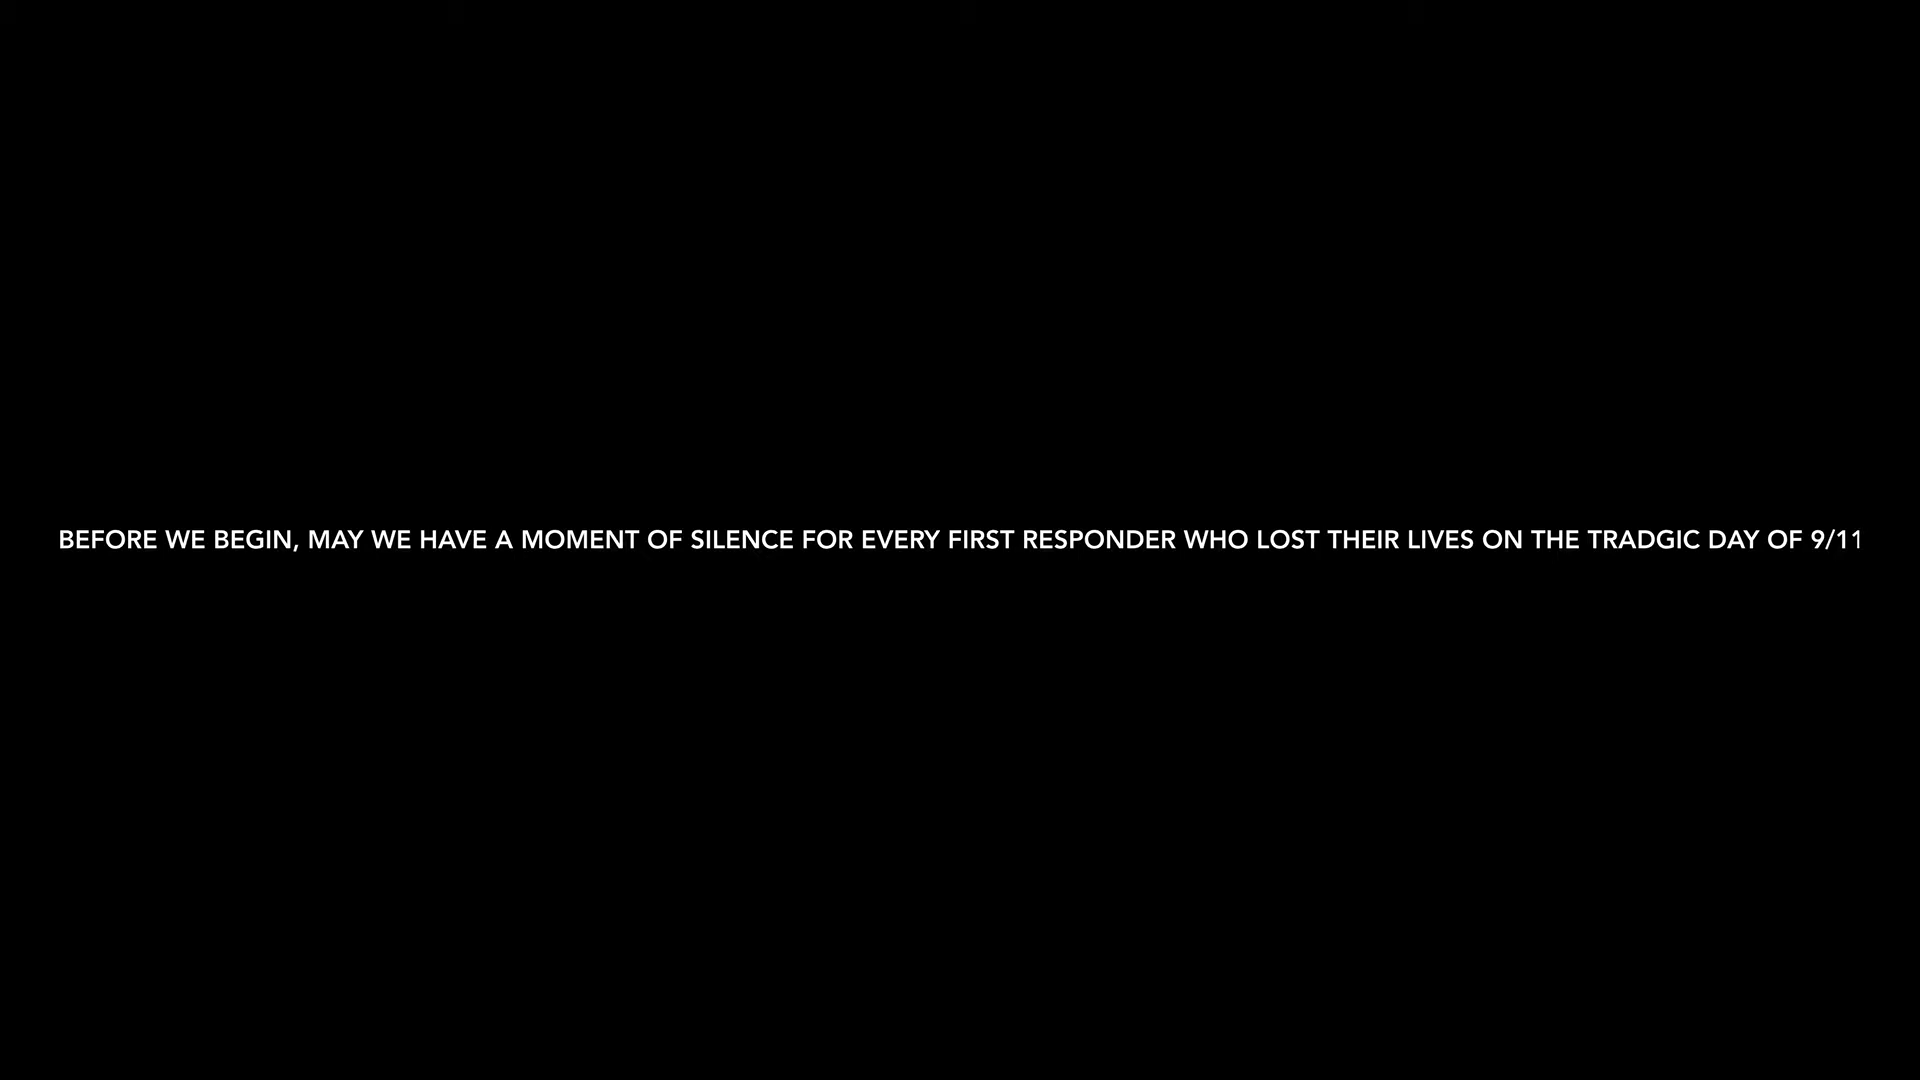 BEFORE WE BEGIN, MAY WE HAVE A MOMENT OF SILENCE FOR EVERY FIRST RESPONDER WHO LOST THEIR LIVES ON THE TRADGIC DAY OF 9/11